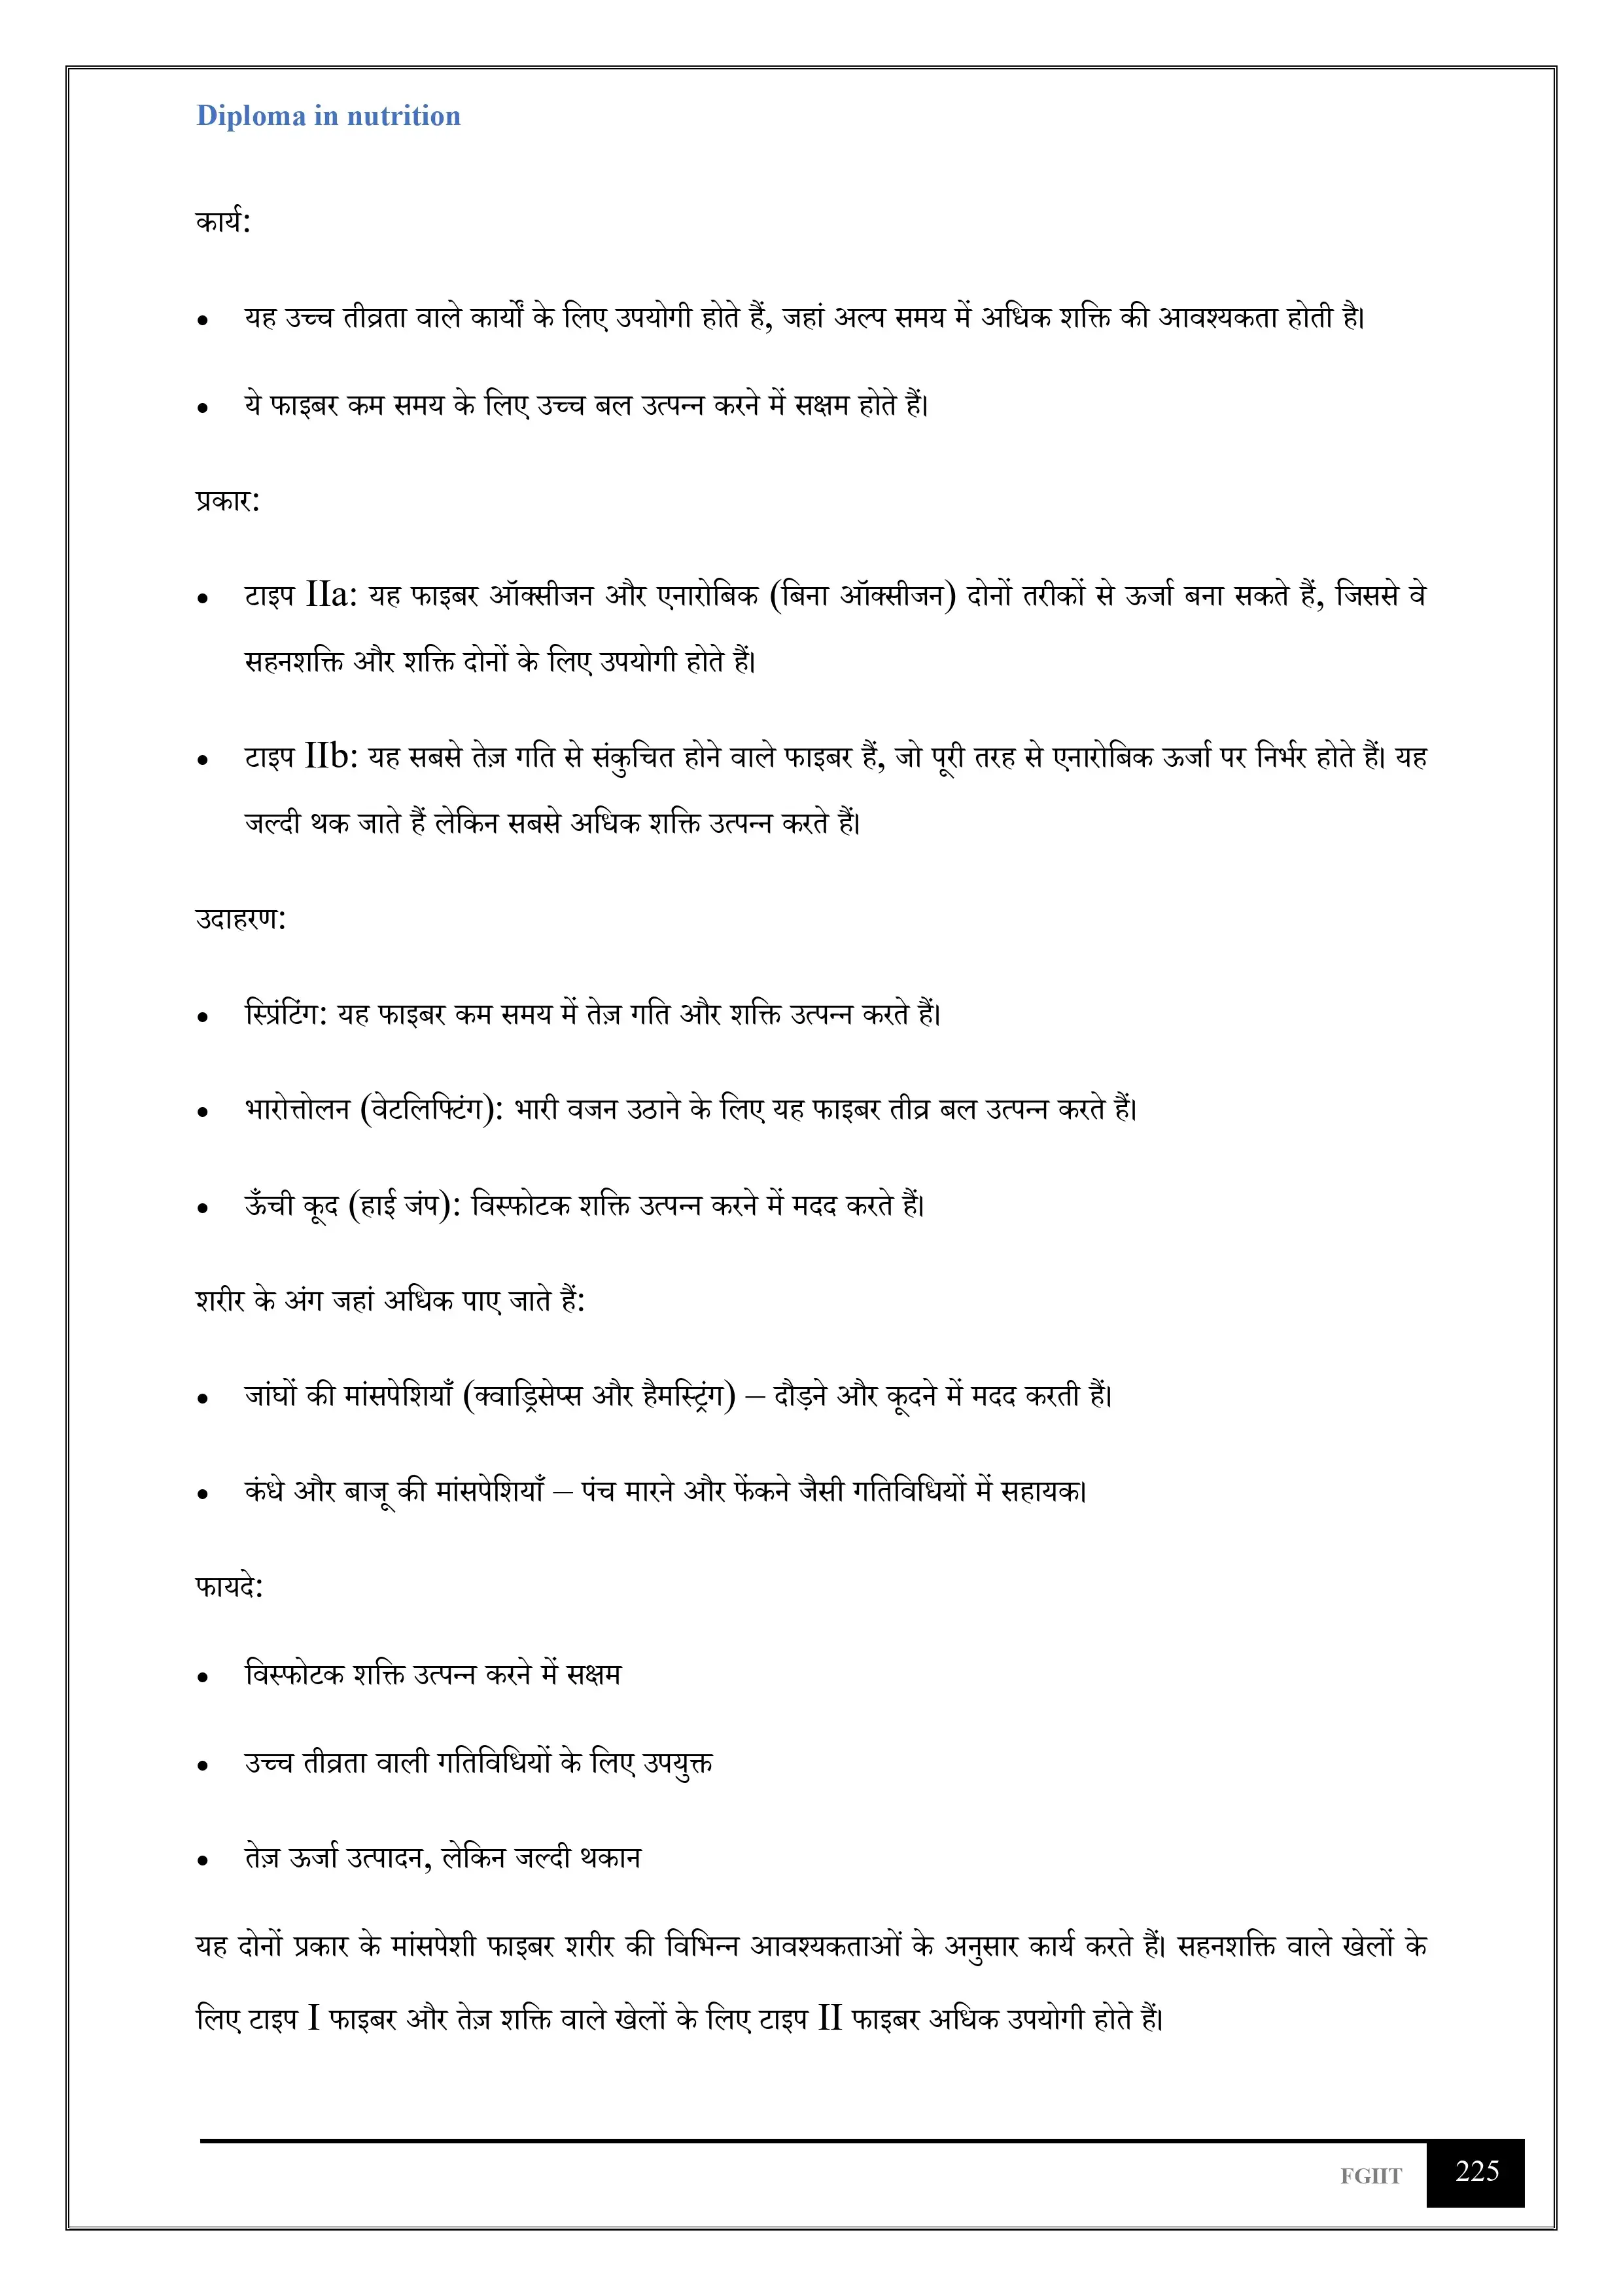 Diploma in nutrition
कार्य:
• यह उच्च तीव्रता वाले कार्यों के लिए उपयोगी होते हैं, जहां अल्प समय में अधिक शक्ति की आवश्यकता होती है।
• ये फाइबर कम समय के लिए उच्च बल उत्पन्न करने में सक्षम होते हैं।
प्रकार:
• टाइप IIa: यह फाइबर ऑक्सीजन और एनारोबिक (बिना ऑक्सीजन) दोनों तरीकों से ऊर्जा बना सकते हैं, जिससे वे
सहनशक्ति और शक्ति दोनों के लिए उपयोगी होते हैं।
• टाइप IIb: यह सबसे तेज़ गति से संकुचित होने वाले फाइबर हैं, जो पूरी तरह से एनारोबिक ऊर्जा पर निर्भर होते हैं। यह
जल्दी थक जाते हैं लेकिन सबसे अधिक शक्ति उत्पन्न करते हैं।
उदाहरण:
• स्प्रिंटिंग: यह फाइबर कम समय में तेज़ गति और शक्ति उत्पन्न करते हैं।
• भारोत्तोलन (वेटलिफ्टिंग): भारी वजन उठाने के लिए यह फाइबर तीव्र बल उत्पन्न करते हैं।
• ऊँची कूद (हाई जंप): विस्फोटक शक्ति उत्पन्न करने में मदद करते हैं।
शरीर के अंग जहां अधिक पाए जाते हैं:
• जांघों की मांसपेशियाँ (क्वाड्रिसेप्स और हैमस्ट्रिंग) – दौड़ने और कूदने में मदद करती हैं।
• कंधे और बाजू की मांसपेशियाँ – पंच मारने और फेंकने जैसी गतिविधियों में सहायक।
फायदे:
• विस्फोटक शक्ति उत्पन्न करने में सक्षम
• उच्च तीव्रता वाली गतिविधियों के लिए उपयुक्त
• तेज़ ऊर्जा उत्पादन, लेकिन जल्दी थकान
यह दोनों प्रकार के मांसपेशी फाइबर शरीर की विभिन्न आवश्यकताओं के अनुसार कार्य करते हैं। सहनशक्ति वाले खेलों के
लिए टाइप I फाइबर और तेज़ शक्ति वाले खेलों के लिए टाइप II फाइबर अधिक उपयोगी होते हैं।
FGIIT 225